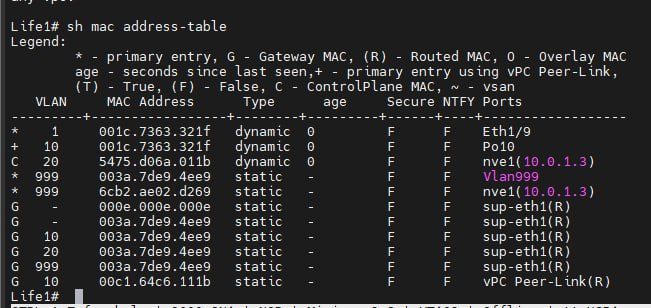 Life1# sh mac address-table
Legend:
* - primary entry, G - Gateway MAC, (R) - Routed MAC, O - Overlay MAC
age - seconds since last seen,+ - primary entry using vPC Peer-Link,
(T) - True, (F) - False, C - ControlPlane MAC, ~ - vsan
VLAN MAC Address Type age Secure NTFY Ports
---------+-----------------+--------+---------+------+----+------------------
* 1 001c.7363.321f dynamic 0 F F Eth1/9
+ 10 001c.7363.321f dynamic 0 F F Po10
C 20 5475.d06a.011b dynamic 0 F F nve1(10.0.1.3)
* 999 003a.7de9.4ee9 static - F F Vlan999
* 999 6cb2.ae02.d269 static - F F nve1(10.0.1.3)
G - 000e.000e.000e static - F F sup-eth1(R)
G - 003a.7de9.4ee9 static - F F sup-eth1(R)
G 10 003a.7de9.4ee9 static - F F sup-eth1(R)
G 20 003a.7de9.4ee9 static - F F sup-eth1(R)
G 999 003a.7de9.4ee9 static - F F sup-eth1(R)
G 10 00c1.64c6.111b static - F F vPC Peer-Link(R)
Life1#